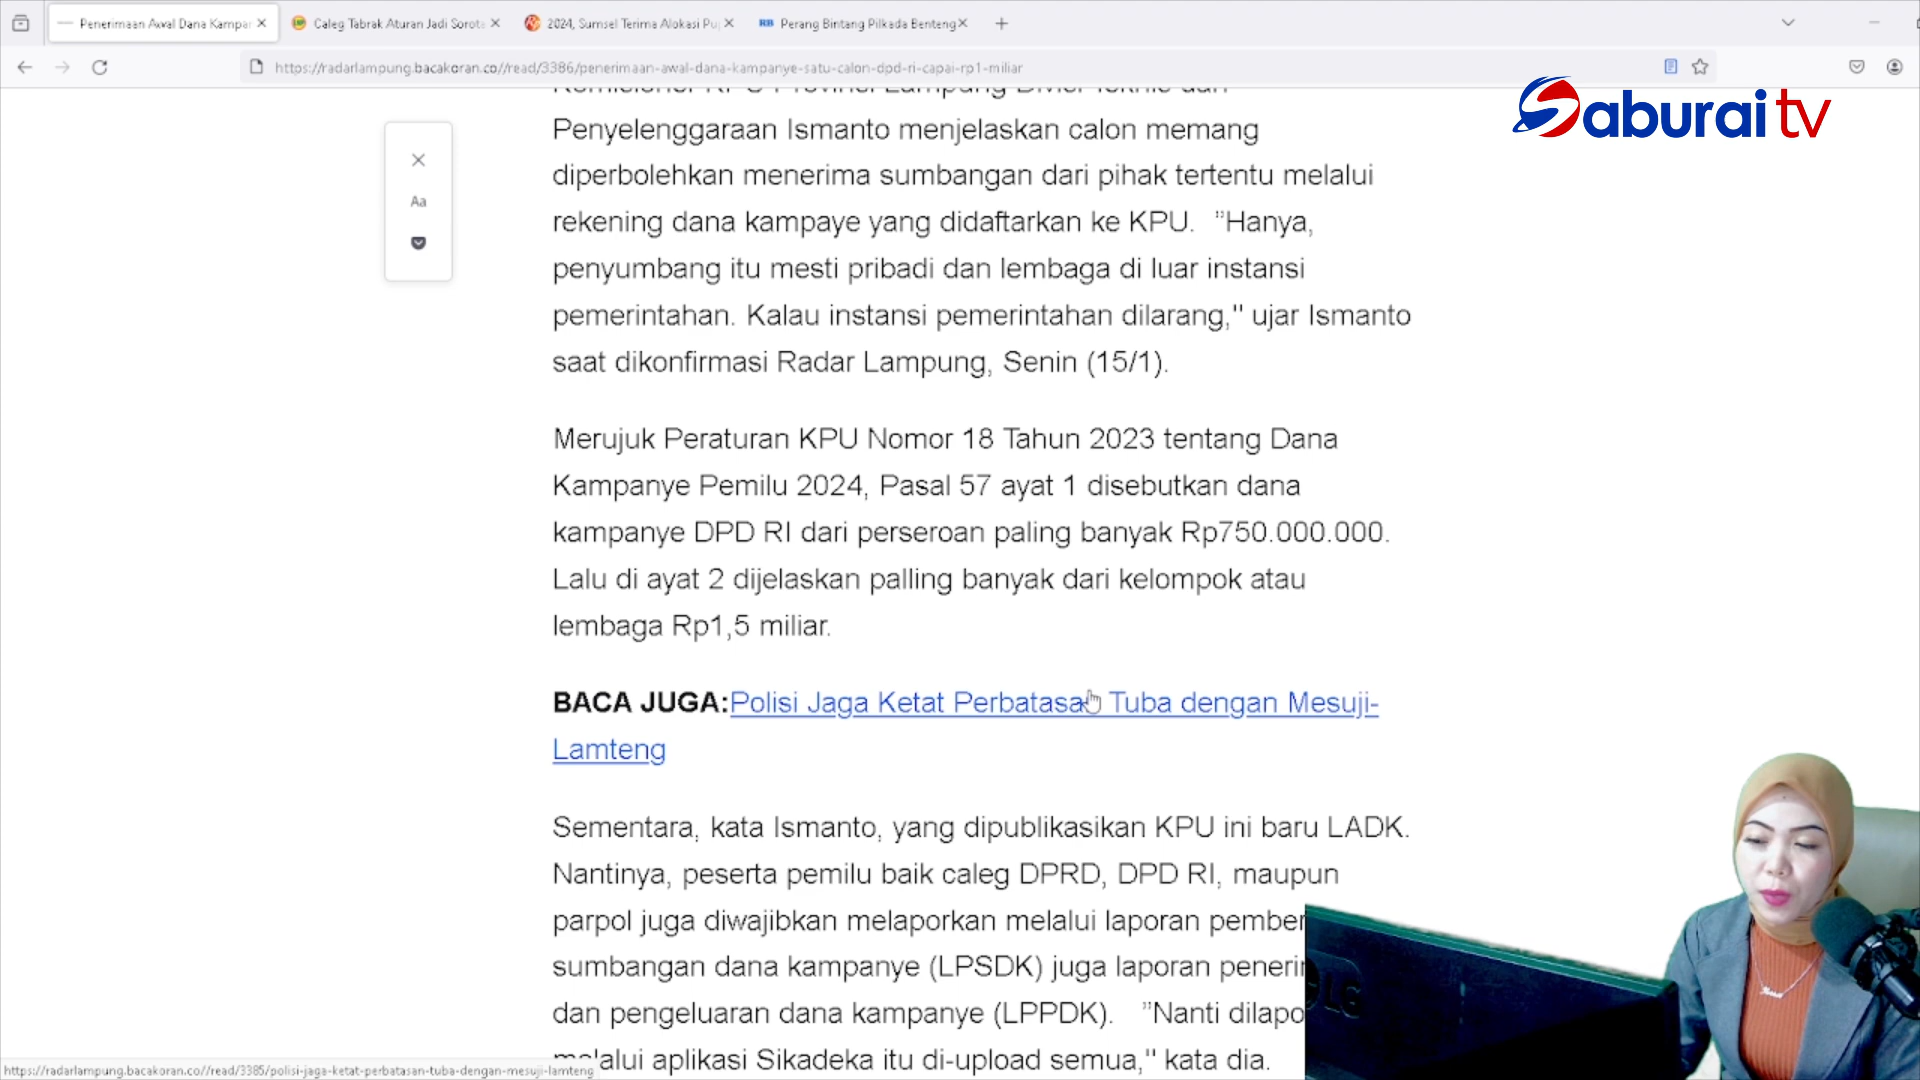 Penerimaan Awal Dana Kampa
Caleg Tabrak Aturan Jadi Sorot
2024, Sumsel Terima Alokasi Pu
RB Perang Bintang Pilkada Benteng
https://radarlampung.bacakoran.co//read/3386/penerimaan-awal-dana-kampanye-satu-calon-dpd-ri-capai-rp1-miliar
Saburai tv
Aa
Penyelenggaraan Ismanto menjelaskan calon memang
diperbolehkan menerima sumbangan dari pihak tertentu melalui
rekening dana kampaye yang didaftarkan ke KPU. "Hanya,
penyumbang itu mesti pribadi dan lembaga di luar instansi
pemerintahan. Kalau instansi pemerintahan dilarang," ujar Ismanto
saat dikonfirmasi Radar Lampung, Senin (15/1).
Merujuk Peraturan KPU Nomor 18 Tahun 2023 tentang Dana
Kampanye Pemilu 2024, Pasal 57 ayat 1 disebutkan dana
kampanye DPD RI dari perseroan paling banyak Rp750.000.000.
Lalu di ayat 2 dijelaskan palling banyak dari kelompok atau
lembaga Rp1,5 miliar.
BACA JUGA:Polisi Jaga Ketat Perbatasa Tuba dengan Mesuji-
Lamteng
Sementara, kata Ismanto, yang dipublikasikan KPU ini baru LADK.
Nantinya, peserta pemilu baik caleg DPRD, DPD RI, maupun
parpol juga diwajibkan melaporkan melalui laporan pember
sumbangan dana kampanye (LPSDK) juga laporan peneri
dan pengeluaran dana kampanye (LPPDK). "Nanti dilapo
alui aplikasi Sikadeka itu di-upload semua," kata dia.
https://radarlampung.bacakoran.co//read/3385/polisi-jaga-ketat-perbatasan-tuba-dengan-mesuji-lamteng